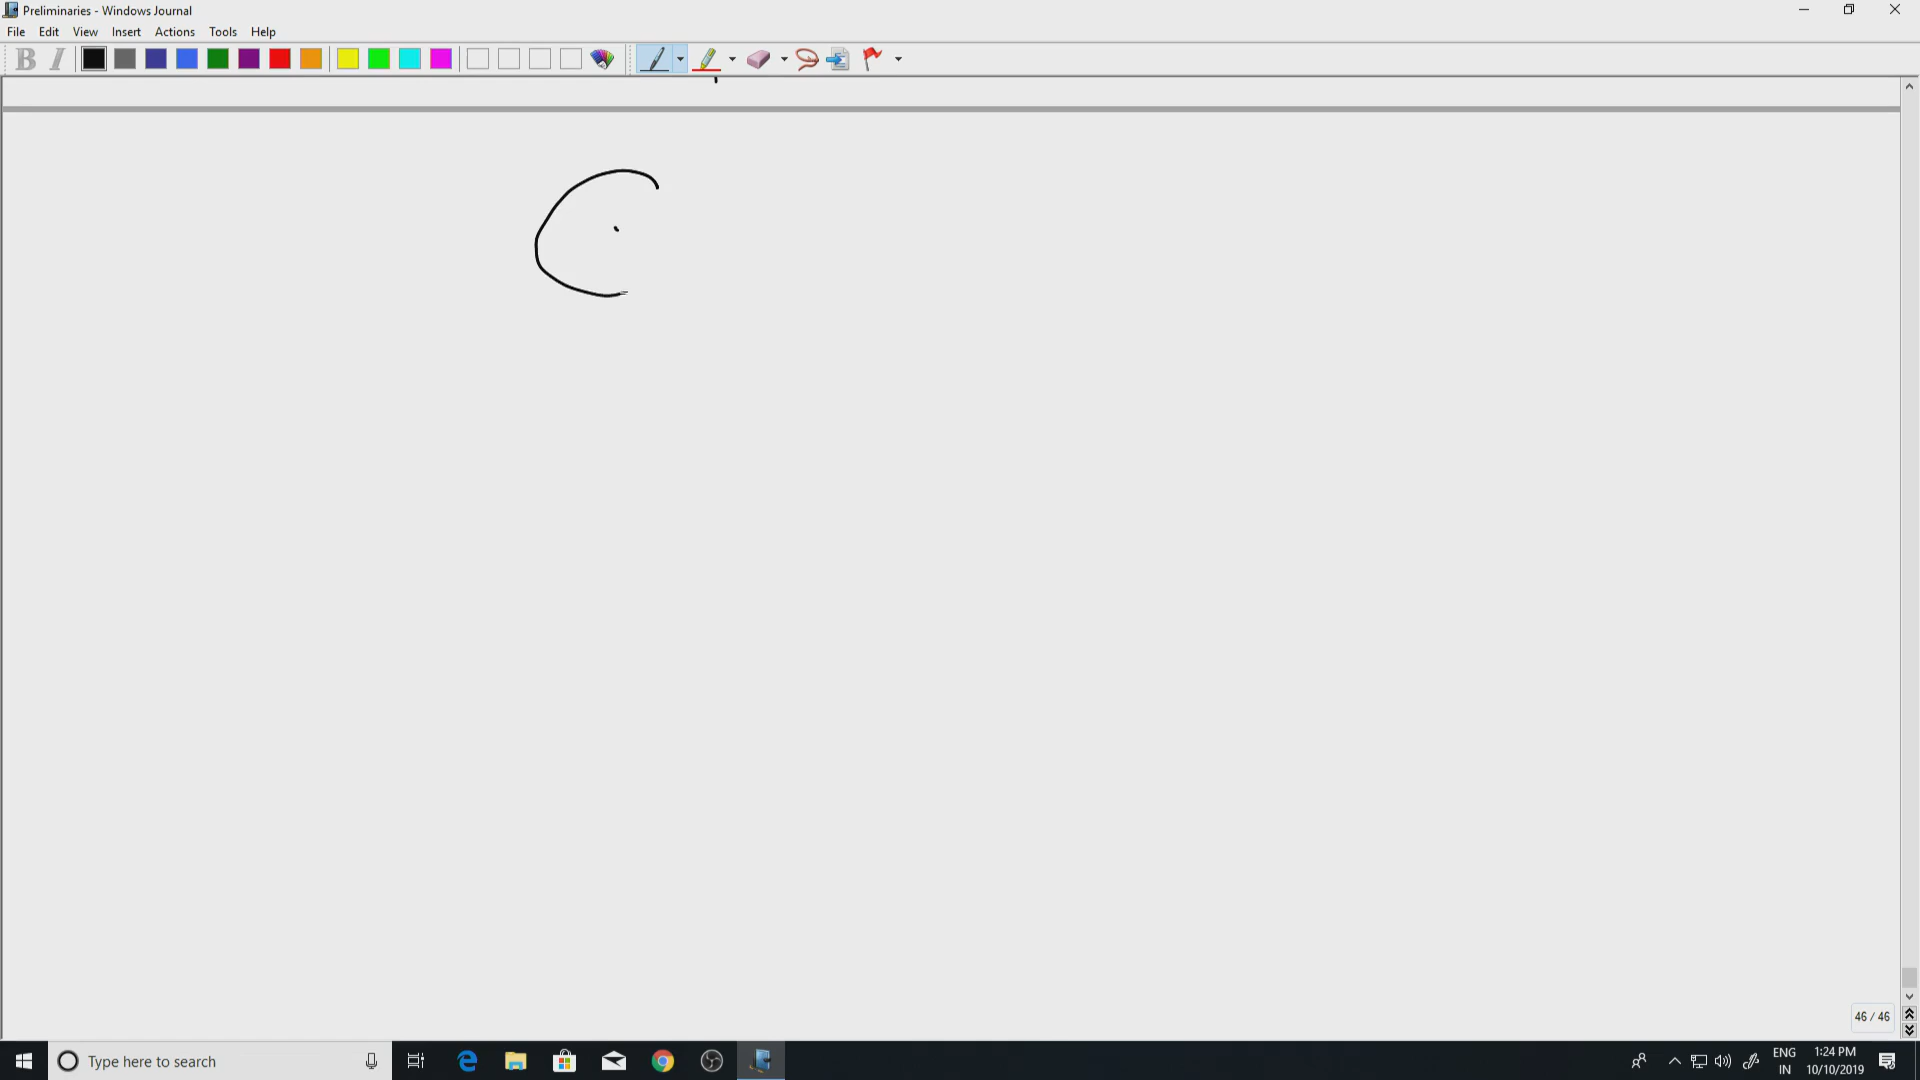 Preliminaries - Windows Journal
File Edit View Insert Actions Tools Help
B I
46 / 46
Type here to search
ENG
IN
1:24 PM
10/10/2019